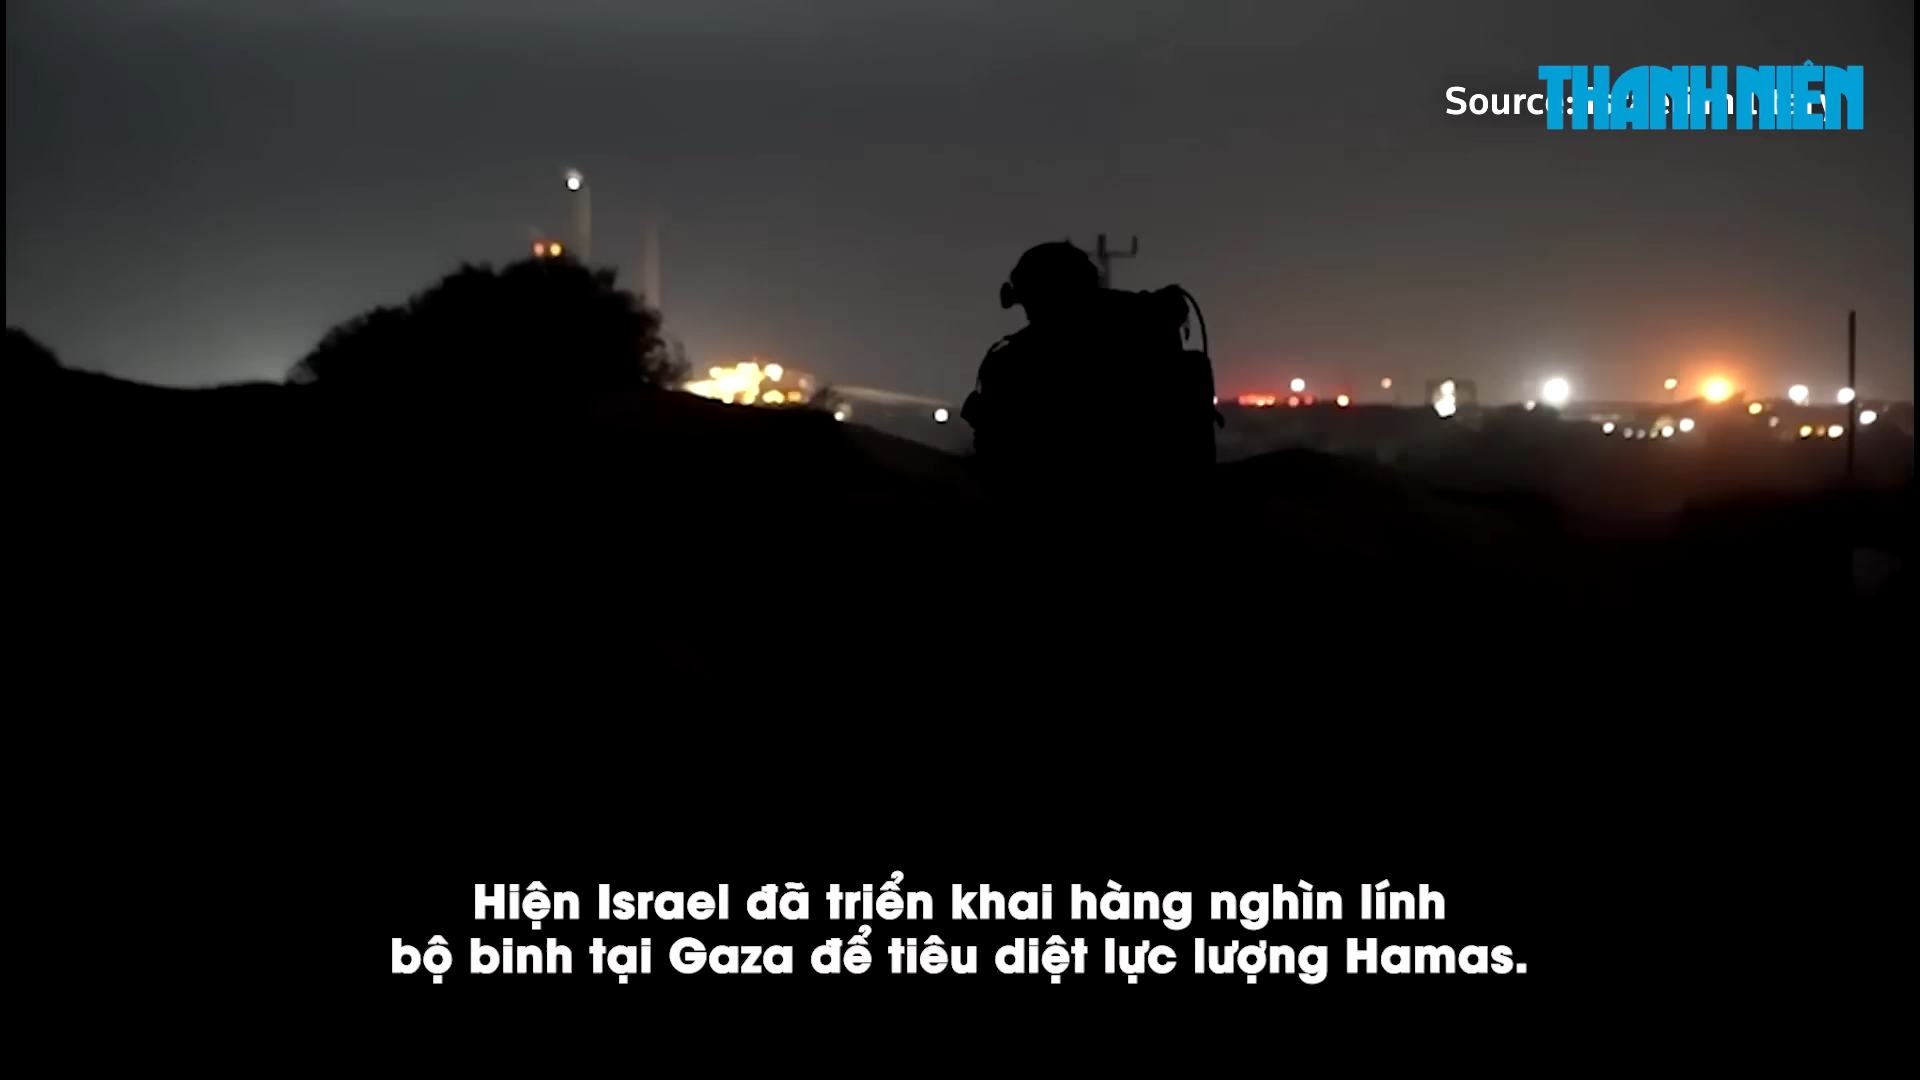 Source:
THANH NIÊN
Hiện Israel đã triển khai hàng nghìn lính
bộ binh tại Gaza để tiêu diệt lực lượng Hamas.